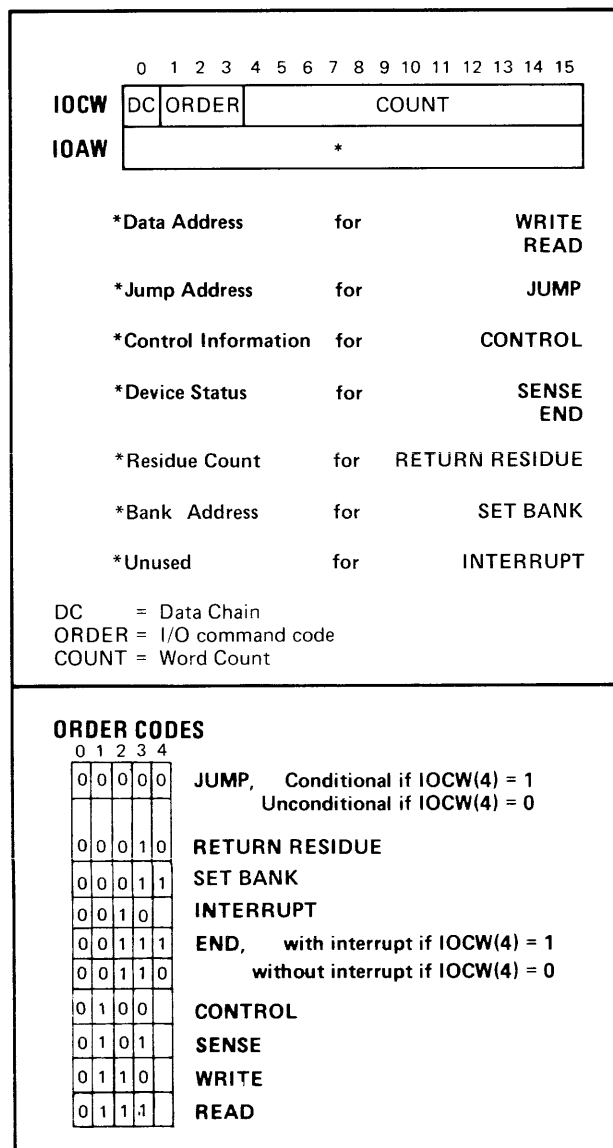 0 1 2 3 4 5 6 7 8 9 10 11 12 13 14 15
IOCW DC ORDER COUNT
IOAW *
*Data Address for WRITE
READ
*Jump Address for JUMP
*Control Information for CONTROL
*Device Status for SENSE
END
*Residue Count for RETURN RESIDUE
*Bank Address for SET BANK
*Unused for INTERRUPT
DC = Data Chain
ORDER = I/O command code
COUNT = Word Count
ORDER CODES
0 1 2 3 4
0 0 0 0 0 JUMP, Conditional if IOCW(4) = 1
Unconditional if IOCW(4) = 0
0 0 0 1 0 RETURN RESIDUE
0 0 0 1 1 SET BANK
0 0 1 0 INTERRUPT
0 0 1 1 1 END, with interrupt if IOCW(4) = 1
0 0 1 1 0 without interrupt if IOCW(4) = 0
0 1 0 0 CONTROL
0 1 0 1 SENSE
0 1 1 0 WRITE
0 1 1 1 READ